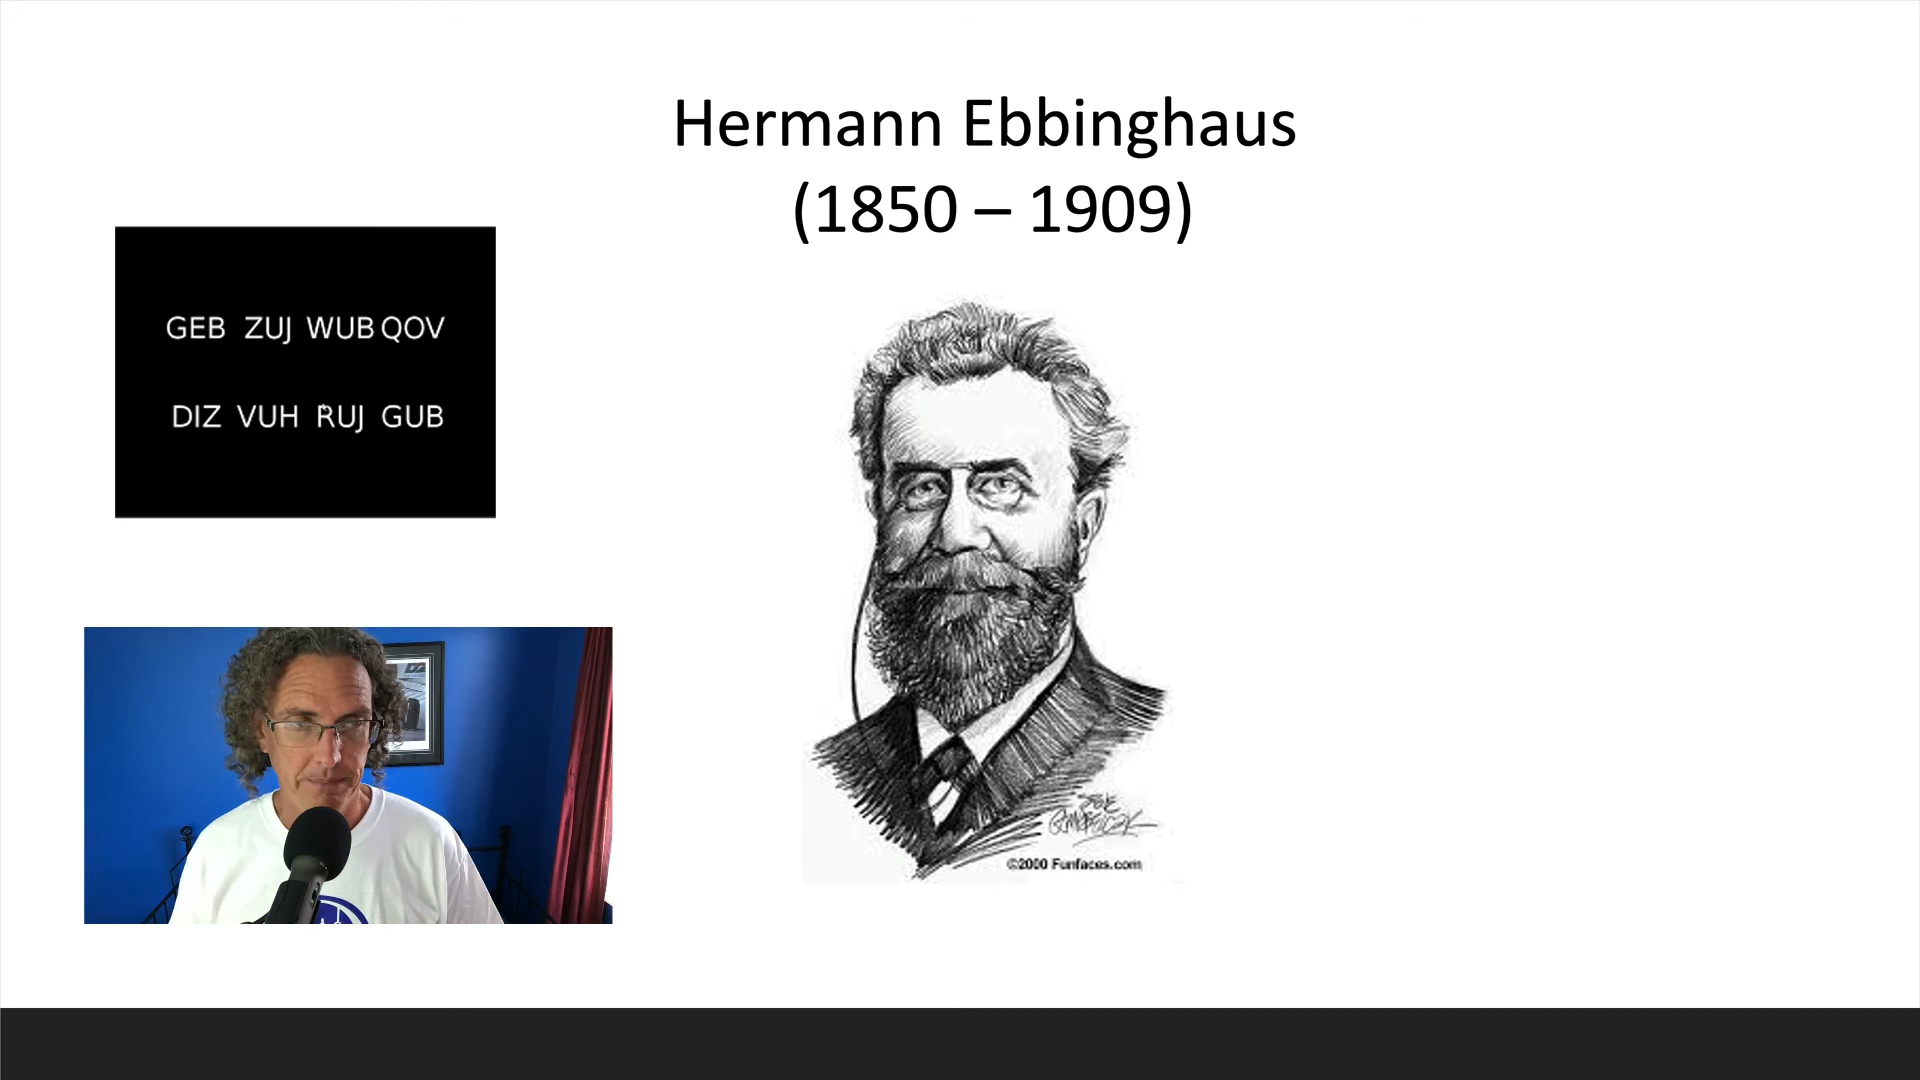 Hermann Ebbinghaus
(1850 – 1909)
GEB ZUJ WUB QOV
DIZ VUH RUJ GUB
©2000 Funfaces.com